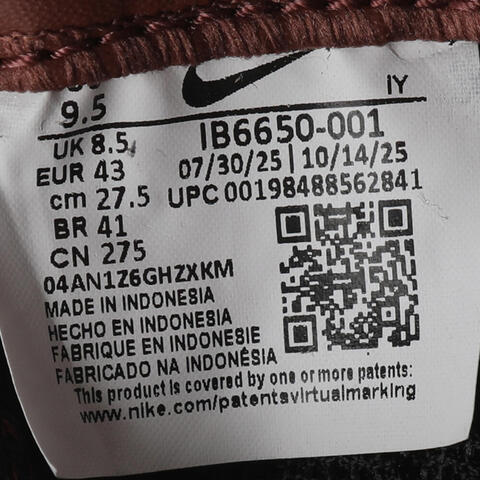 9.5
IY
UK 8.5
IB6650-001
EUR 43
07/30/25 | 10/14/25
cm 27.5
UPC 00198488562841
BR 41
CN 275
04AN1Z6GHZXKM
MADE IN INDONESIA
HECHO EN INDONESIA
FABRIQUE EN INDONESIE
FABRICADO NA INDONÉSIA
This product is covered by one or more patents:
www.nike.com/patentsvirtualmarking